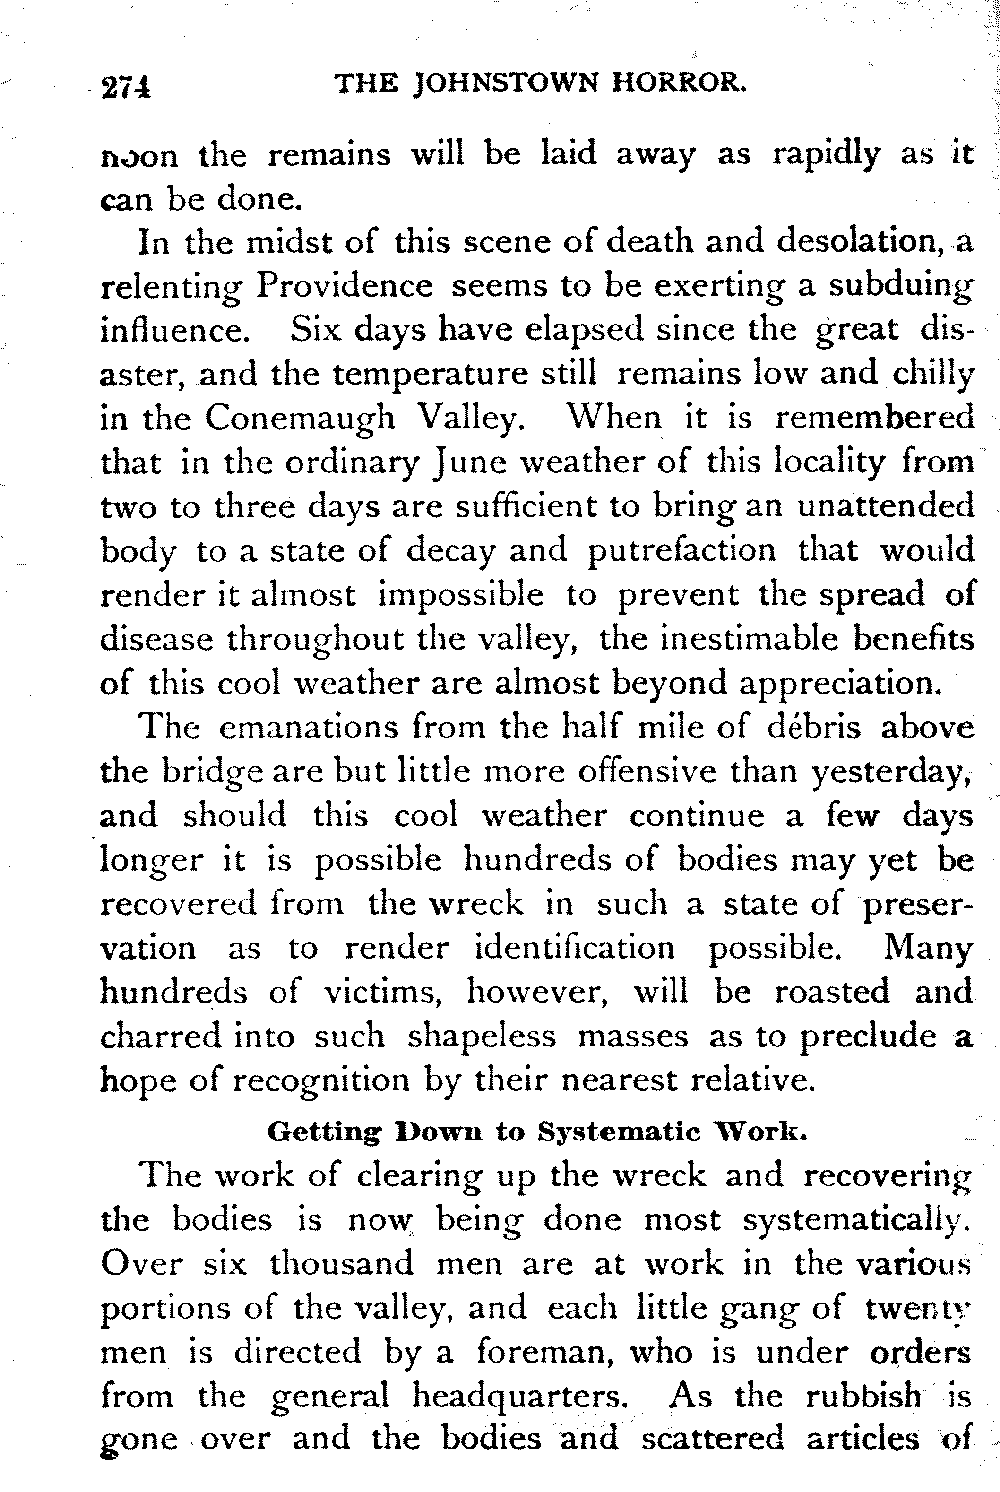 274 THE JOHNSTOWN HORROR.
noon the remains will be laid away as rapidly as it
can be done.
In the midst of this scene of death and desolation, a
relenting Providence seems to be exerting a subduing
influence. Six days have elapsed since the great dis-
aster, and the temperature still remains low and chilly
in the Conemaugh Valley. When it is remembered
that in the ordinary June weather of this locality from
two to three days are sufficient to bring an unattended
body to a state of decay and putrefaction that would
render it almost impossible to prevent the spread of
disease throughout the valley, the inestimable benefits
of this cool weather are almost beyond appreciation.
The emanations from the half mile of débris above
the bridge are but little more offensive than yesterday,
and should this cool weather continue a few days
longer it is possible hundreds of bodies may yet be
recovered from the wreck in such a state of preser-
vation as to render identification possible. Many
hundreds of victims, however, will be roasted and
charred into such shapeless masses as to preclude a
hope of recognition by their nearest relative.
Getting Down to Systematic Work.
The work of clearing up the wreck and recovering
the bodies is now being done most systematically.
Over six thousand men are at work in the various
portions of the valley, and each little gang of twenty
men is directed by a foreman, who is under orders
from the general headquarters. As the rubbish is
gone over and the bodies and scattered articles of